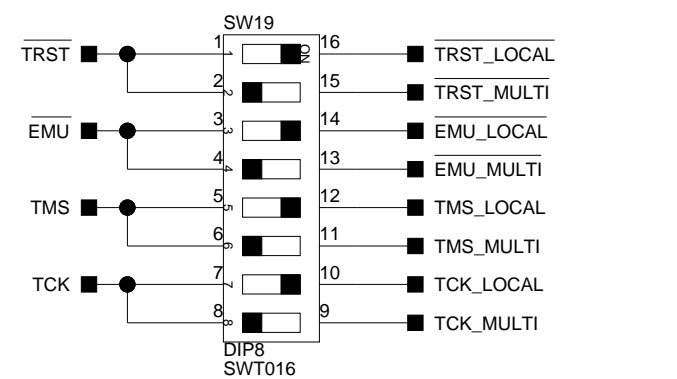 SW19
TRST 1 1 ON 16 TRST_LOCAL
2 2 15 TRST_MULTI
EMU 3 3 14 EMU_LOCAL
4 4 13 EMU_MULTI
TMS 5 5 12 TMS_LOCAL
6 6 11 TMS_MULTI
TCK 7 7 10 TCK_LOCAL
8 8 9 TCK_MULTI
DIP8
SWT016